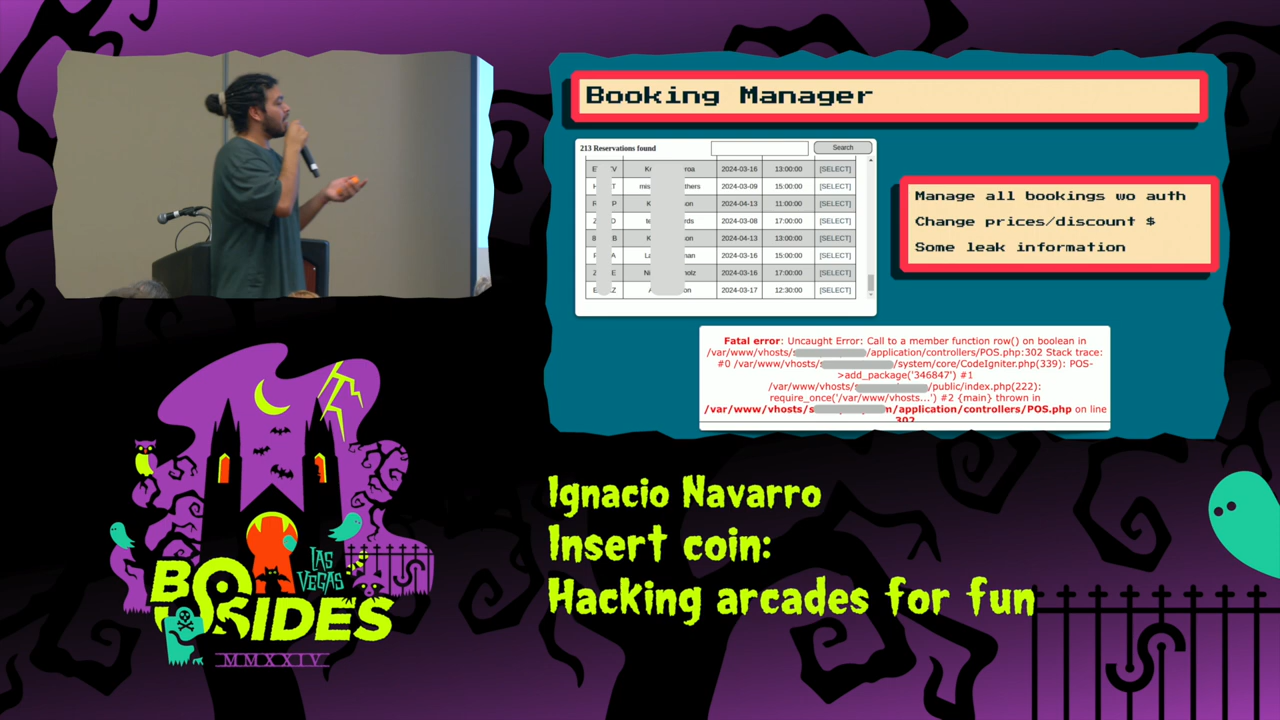 Booking Manager
213 Reservations found
Search
2024-03-16 13:00:00 [SELECT]
2024-03-09 15:00:00 [SELECT]
2024-04-13 11:00:00 [SELECT]
2024-03-08 17:00:00 [SELECT]
2024-04-13 13:00:00 [SELECT]
2024-03-16 15:00:00 [SELECT]
2024-03-16 17:00:00 [SELECT]
2024-03-17 12:30:00 [SELECT]
Manage all bookings wo auth
Change prices/discount $
Some leak information
Fatal error: Uncaught Error: Call to a member function row() on boolean in
/var/www/vhosts/s /application/controllers/POS.php:302 Stack trace:
#0 /var/www/vhosts/ /system/core/CodeIgniter.php(339): POS-
>add_package('346847') #1
/var/www/vhosts/ /public/index.php(222):
require_once('/var/www/vhosts...') #2 {main} thrown in
/var/www/vhosts/s m/application/controllers/POS.php on line
302
Ignacio Navarro
Insert coin:
Hacking arcades for fun
LAS
VEGAS
BSIDES
MMXXIV